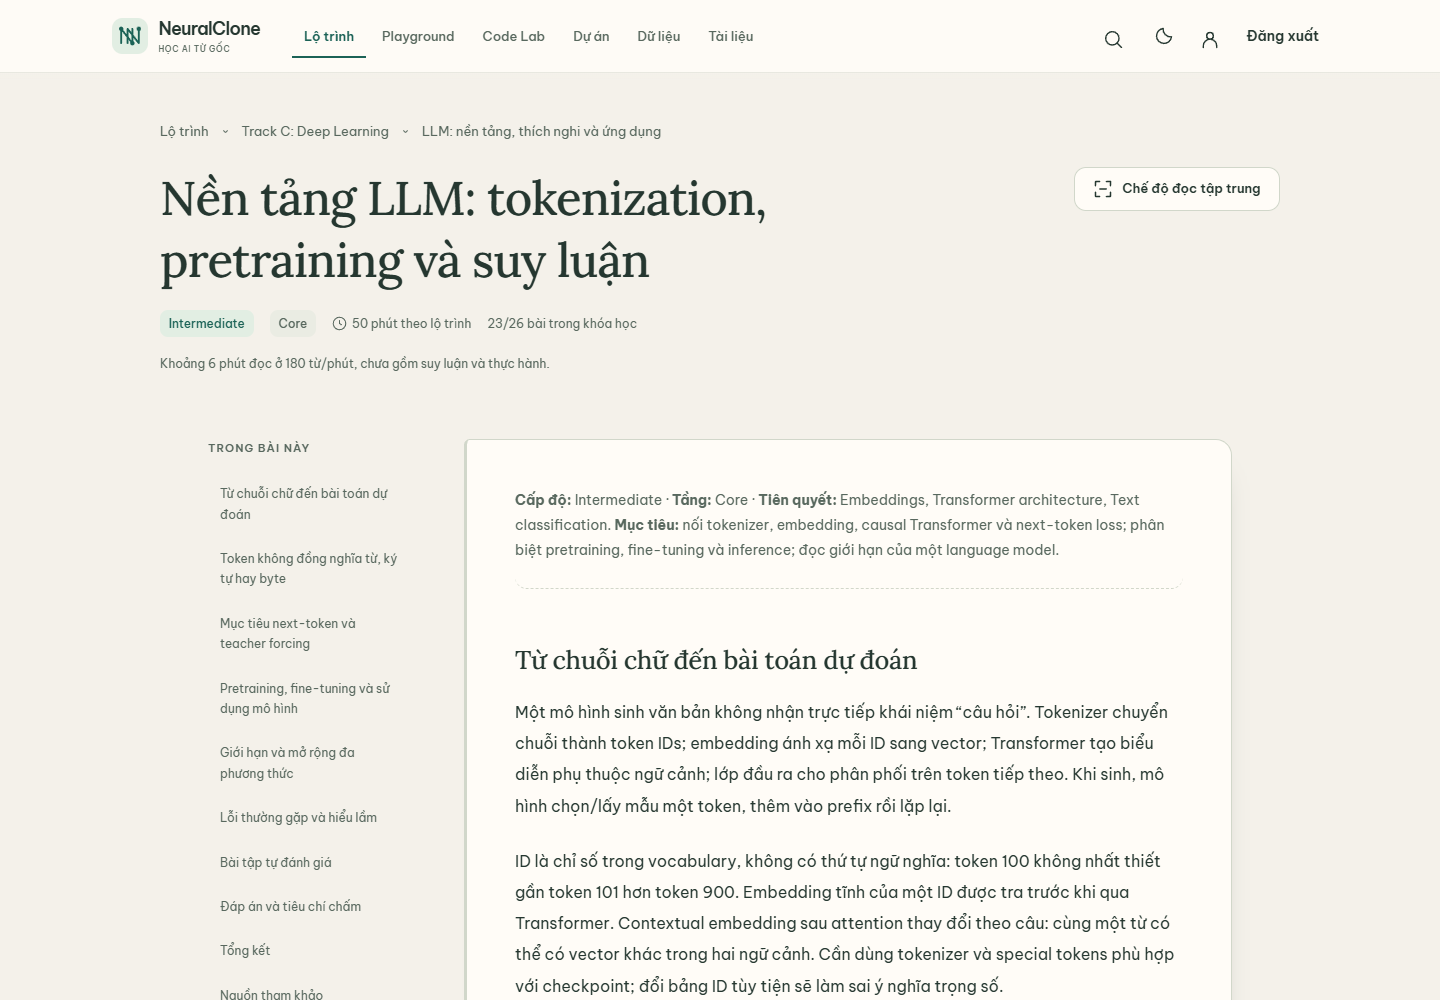 NeuralClone
HỌC AI TỪ GỐC
Lộ trình
Playground
Code Lab
Dự án
Dữ liệu
Tài liệu
Đăng xuất
Lộ trình
Track C: Deep Learning
LLM: nền tảng, thích nghi và ứng dụng
Nền tảng LLM: tokenization,
pretraining và suy luận
Chế độ đọc tập trung
Intermediate
Core
50 phút theo lộ trình
23/26 bài trong khóa học
Khoảng 6 phút đọc ở 180 từ/phút, chưa gồm suy luận và thực hành.
TRONG BÀI NÀY
Từ chuỗi chữ đến bài toán dự
đoán
Token không đồng nghĩa từ, ký
tự hay byte
Mục tiêu next-token và
teacher forcing
Pretraining, fine-tuning và sử
dụng mô hình
Giới hạn và mở rộng đa
phương thức
Lỗi thường gặp và hiểu lầm
Bài tập tự đánh giá
Đáp án và tiêu chí chấm
Tổng kết
Nguồn tham khảo
Cấp độ: Intermediate · Tầng: Core · Tiên quyết: Embeddings, Transformer architecture, Text
classification. Mục tiêu: nối tokenizer, embedding, causal Transformer và next-token loss; phân
biệt pretraining, fine-tuning và inference; đọc giới hạn của một language model.
Từ chuỗi chữ đến bài toán dự đoán
Một mô hình sinh văn bản không nhận trực tiếp khái niệm “câu hỏi”. Tokenizer chuyển
chuỗi thành token IDs; embedding ánh xạ mỗi ID sang vector; Transformer tạo biểu
diễn phụ thuộc ngữ cảnh; lớp đầu ra cho phân phối trên token tiếp theo. Khi sinh, mô
hình chọn/lấy mẫu một token, thêm vào prefix rồi lặp lại.
ID là chỉ số trong vocabulary, không có thứ tự ngữ nghĩa: token 100 không nhất thiết
gần token 101 hơn token 900. Embedding tĩnh của một ID được tra trước khi qua
Transformer. Contextual embedding sau attention thay đổi theo câu: cùng một từ có
thể có vector khác trong hai ngữ cảnh. Cần dùng tokenizer và special tokens phù hợp
với checkpoint; đổi bảng ID tùy tiện sẽ làm sai ý nghĩa trọng số.